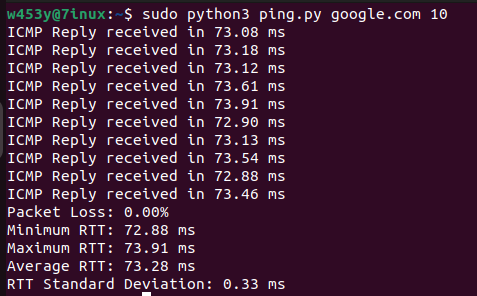 w453y@7inux:~$ sudo python3 ping.py google.com 10
ICMP Reply received in 73.08 ms
ICMP Reply received in 73.18 ms
ICMP Reply received in 73.12 ms
ICMP Reply received in 73.61 ms
ICMP Reply received in 73.91 ms
ICMP Reply received in 72.90 ms
ICMP Reply received in 73.13 ms
ICMP Reply received in 73.54 ms
ICMP Reply received in 72.88 ms
ICMP Reply received in 73.46 ms
Packet Loss: 0.00%
Minimum RTT: 72.88 ms
Maximum RTT: 73.91 ms
Average RTT: 73.28 ms
RTT Standard Deviation: 0.33 ms